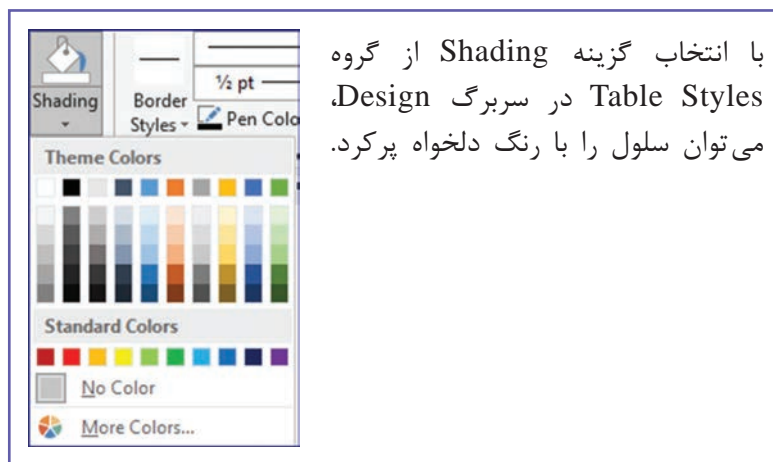 با انتخاب گزینه Shading از گروه
Table Styles در سربرگ Design،
می‌توان سلول را با رنگ دلخواه پرکرد.
½ pt
Shading
Border
Styles
Pen Colo
Theme Colors
Standard Colors
No Color
More Colors...